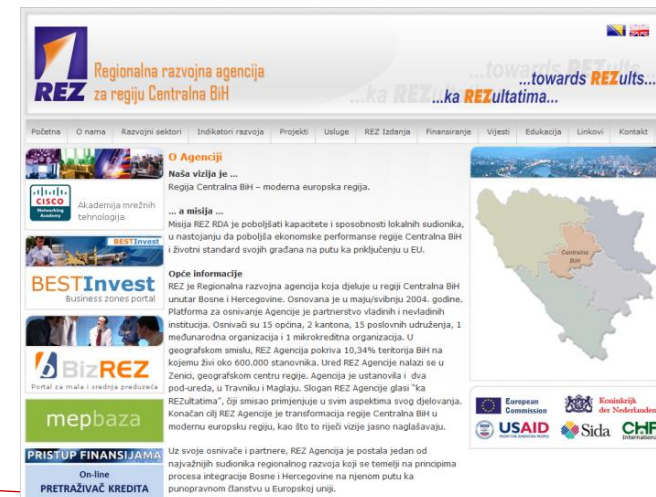 REZ
Regionalna razvojna agencija
za regiju Centralna BiH
...towards REZults...
...ka REZultatima...
Početna
O nama
Razvojni sektori
Indikatori razvoja
Projekti
Usluge
REZ Izdanja
Finansiranje
Vijesti
Edukacija
Linkovi
Kontakt
CISCO
Networking
Academy
Akademija mrežnih
tehnologija
BESTInvest
BESTInvest
Business zones portal
BizREZ
Portal za mala i srednja preduzeća
mepbaza
PRISTUP FINANSIJAMA
On-line
PRETRAŽIVAČ KREDITA
O Agenciji
Naša vizija je ...
Regija Centralna BiH – moderna europska regija.
... a misija ...
Misija REZ RDA je poboljšati kapacitete i sposobnosti lokalnih sudionika,
u nastojanju da poboljša ekonomske performanse regije Centralna BiH
i životni standard svojih građana na putu ka priključenju u EU.
Opće informacije
REZ je Regionalna razvojna agencija koja djeluje u regiji Centralna BiH
unutar Bosne i Hercegovine. Osnovana je u maju/svibnju 2004. godine.
Platforma za osnivanje Agencije je partnerstvo vladinih i nevladinih
institucija. Osnivači su 15 općina, 2 kantona, 15 poslovnih udruženja, 1
međunarodna organizacija i 1 mikrokreditna organizacija. U
geografskom smislu, REZ Agencija pokriva 10,34% teritorija BiH na
kojemu živi oko 600.000 stanovnika. Ured REZ Agencije nalazi se u
Zenici, geografskom centru regije. Agencija je ustanovila i dva
pod-ureda, u Travniku i Maglaju. Slogan REZ Agencije glasi "ka
REZultatima", čiji smisao primjenjuje u svim aspektima svog djelovanja.
Konačan cilj REZ Agencije je transformacija regije Centralna BiH u
modernu europsku regiju, kao što to riječi vizije jasno naglašavaju.
Uz svoje osnivače i partnere, REZ Agencija je postala jedan od
najvažnijih sudionika regionalnog razvoja koji se temelji na principima
procesa integracije Bosne i Hercegovine na njenom putu ka
punopravnom članstvu u Europskoj uniji.
Centralna
BiH
European
Commission
Koninkrijk
der Nederlanden
USAID
FROM THE AMERICAN PEOPLE
Sida
CHF
International